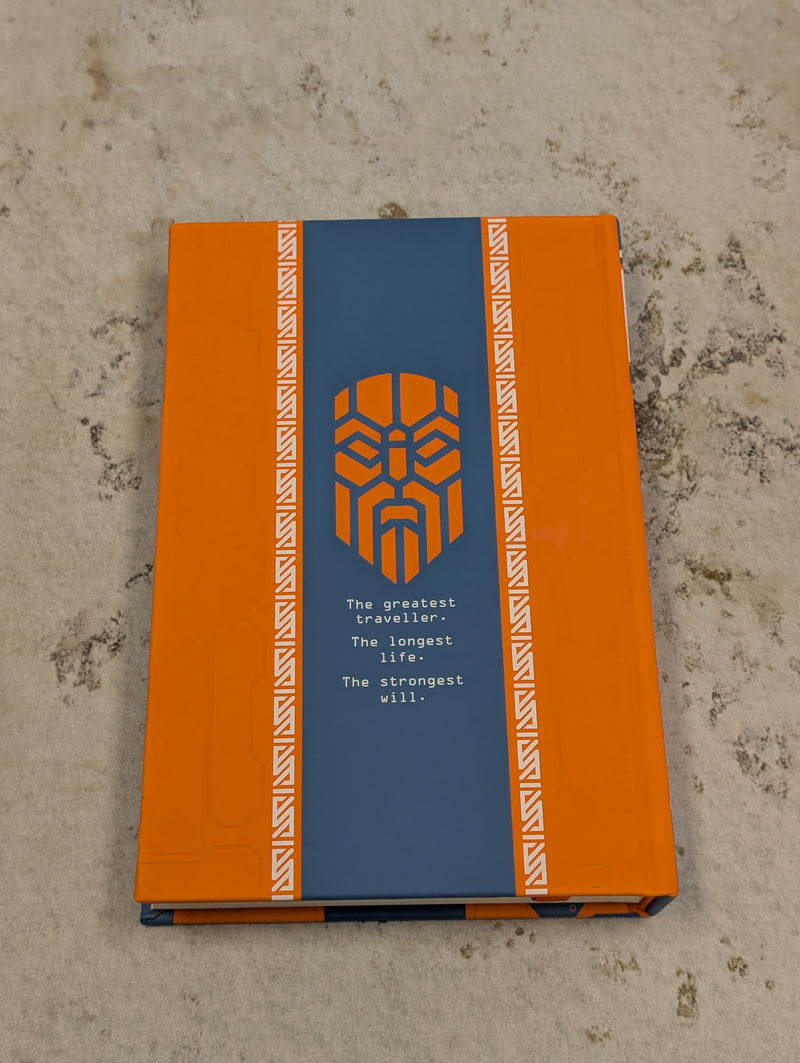 The greatest
traveller.
The longest
life.
The strongest
will.